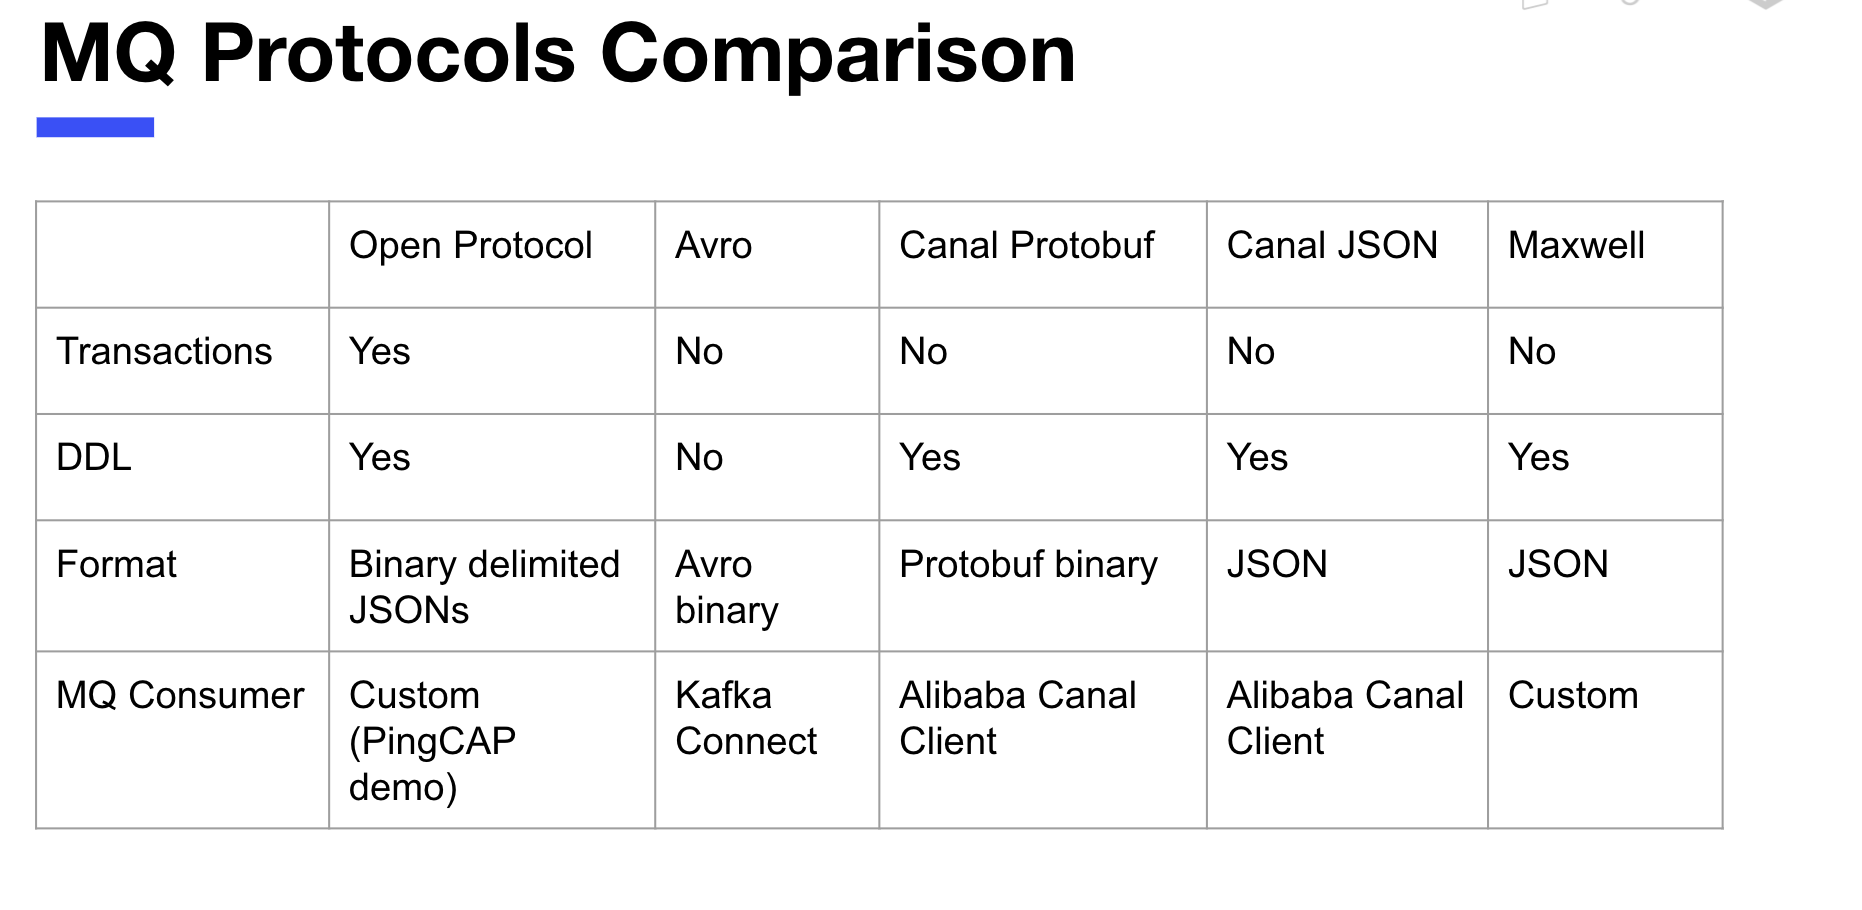 MQ Protocols Comparison
Open Protocol Avro Canal Protobuf Canal JSON Maxwell
Transactions Yes No No No No
DDL Yes No Yes Yes Yes
Format Binary delimited Avro Protobuf binary JSON JSON
JSONs binary
MQ Consumer Custom Kafka Alibaba Canal Alibaba Canal Custom
(PingCAP Connect Client Client
demo)